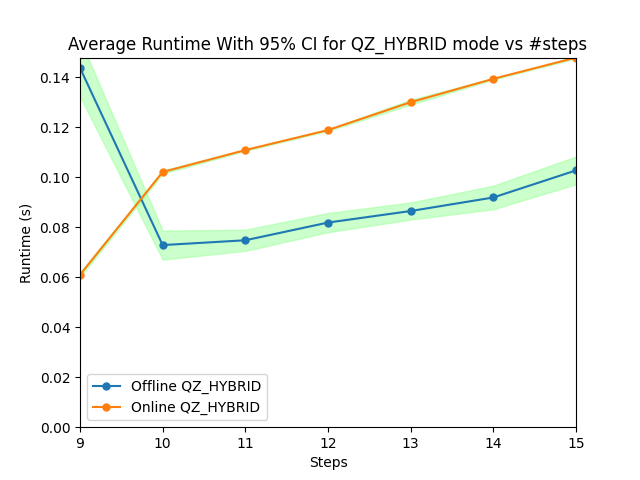 Average Runtime With 95% CI for QZ_HYBRID mode vs #steps
0.14
0.12
0.10
0.08
0.06
0.04
0.02
0.00
Runtime (s)
Offline QZ_HYBRID
Online QZ_HYBRID
9 10 11 12 13 14 15
Steps